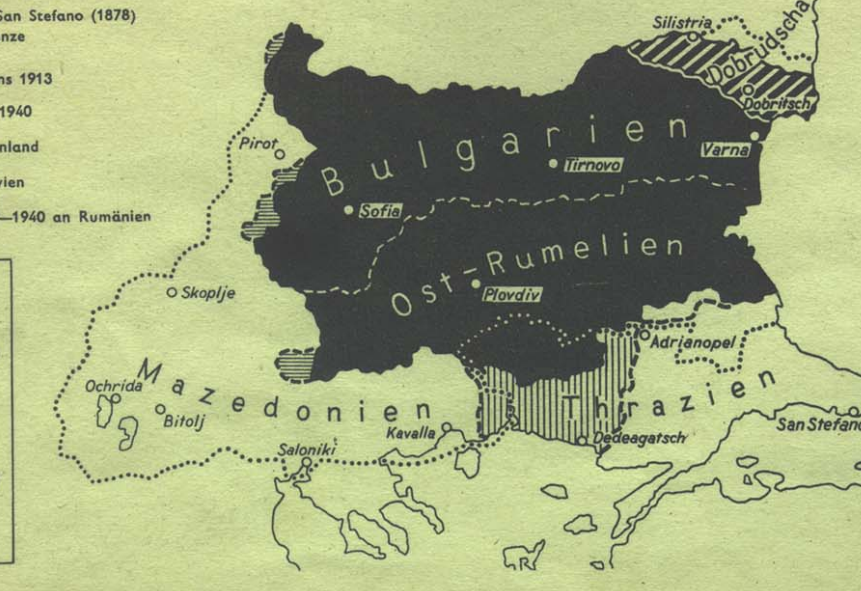 San Stefano (1878)
nze
ns 1913
1940
nland
vien
—1940 an Rumänien
Silistria
Dobrudscha
Dobritsch
Pirot
Bulgarien
Varna
Tirnovo
Sofia
Ost-Rumelien
Skoplje
Plovdiv
Adrianopel
Mazedonien
Ochrida
Bitolj
Thrazien
Kavalla
San Stefano
Dedeagatsch
Saloniki